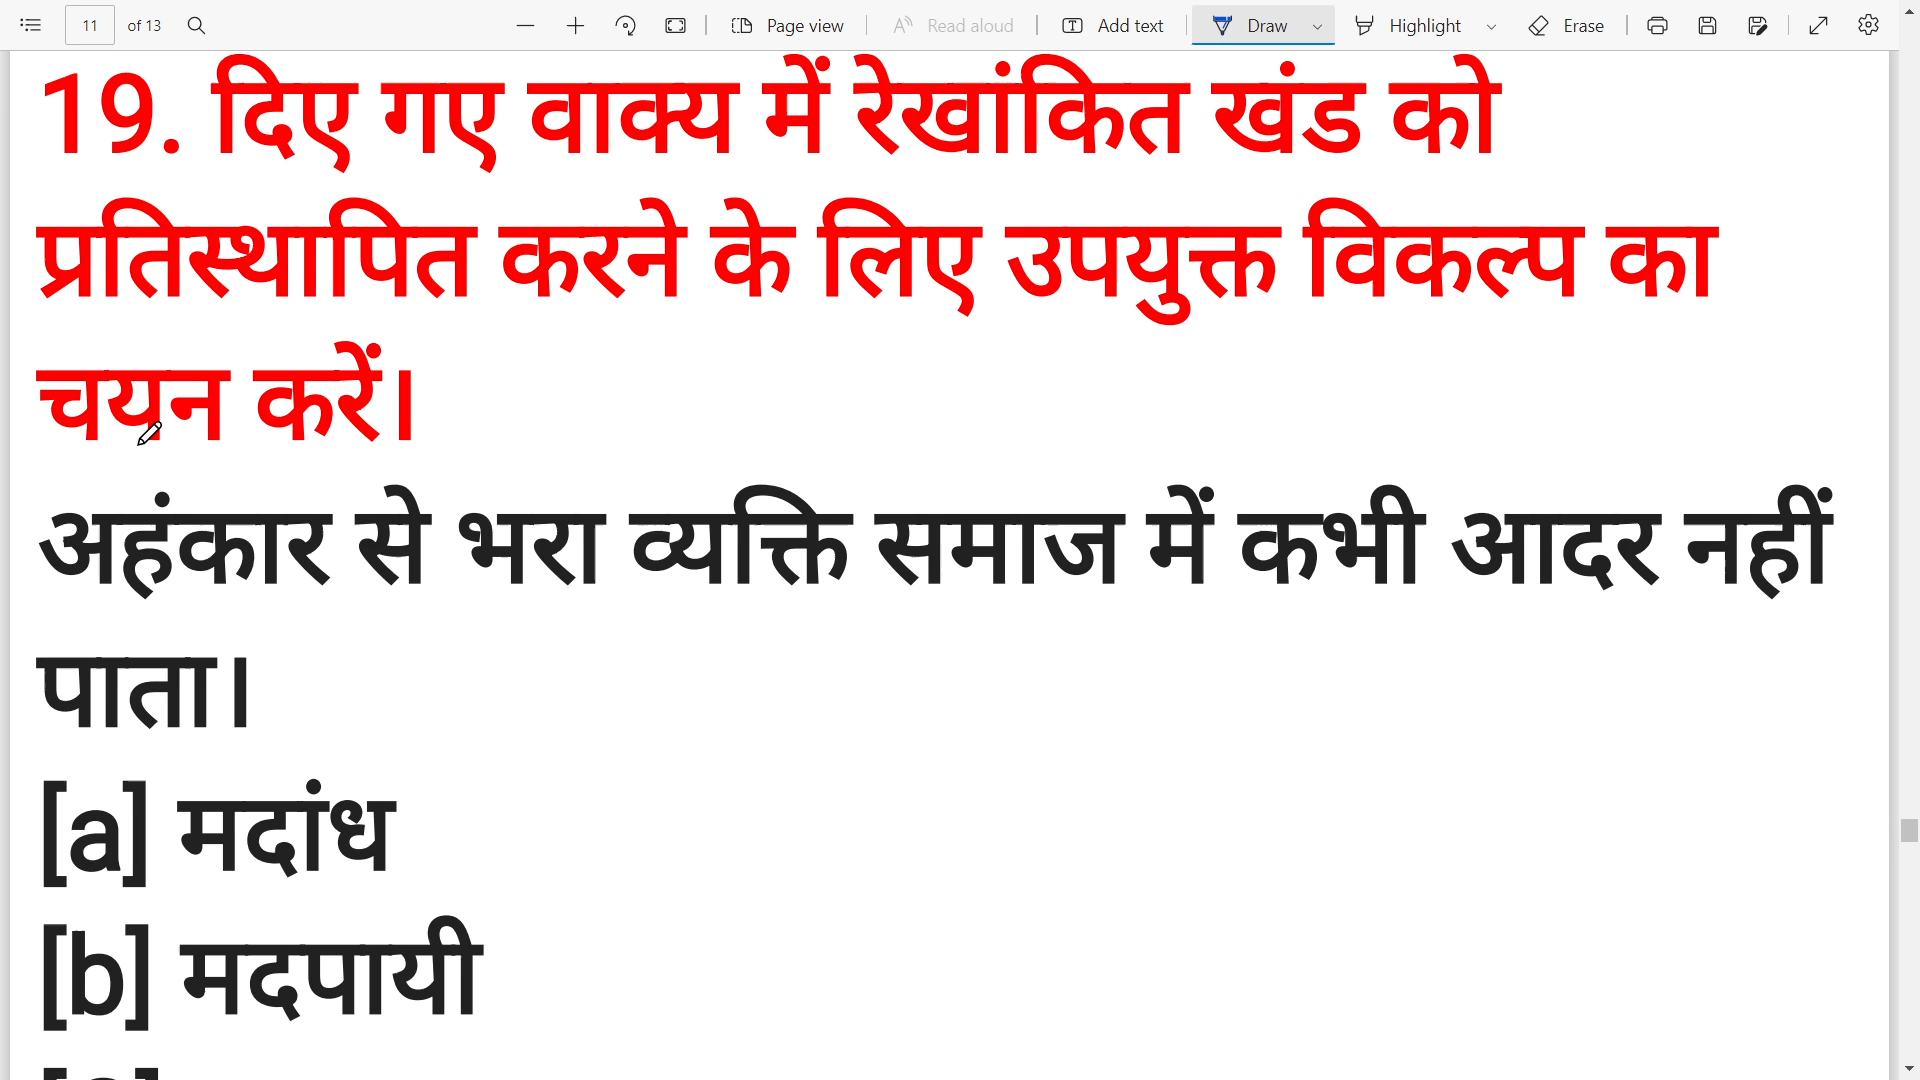 11 of 13 Page view Read aloud Add text Draw Highlight Erase
19. दिए गए वाक्य में रेखांकित खंड को
प्रतिस्थापित करने के लिए उपयुक्त विकल्प का
चयन करें।
अहंकार से भरा व्यक्ति समाज में कभी आदर नहीं
पाता।
[a] मदांध
[b] मदपायी